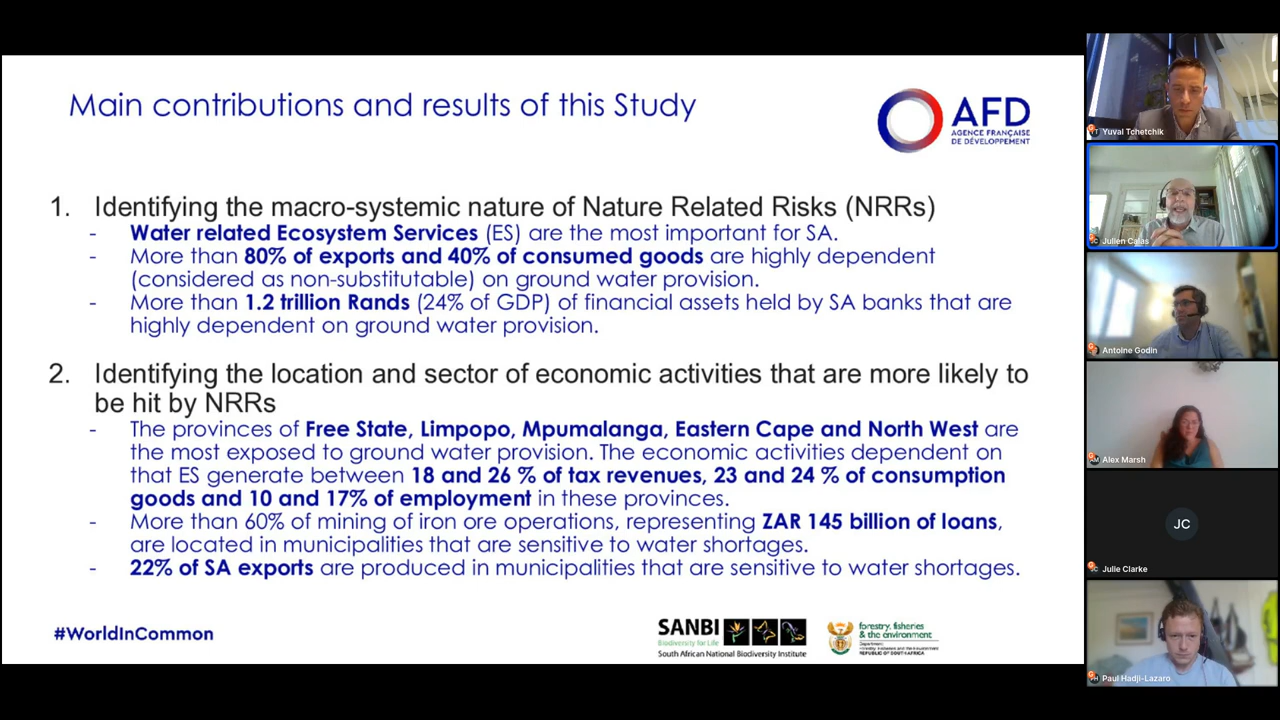 Main contributions and results of this Study
AFD
AGENCE FRANÇAISE
DE DÉVELOPPEMENT
1. Identifying the macro-systemic nature of Nature Related Risks (NRRs)
- Water related Ecosystem Services (ES) are the most important for SA.
- More than 80% of exports and 40% of consumed goods are highly dependent
(considered as non-substitutable) on ground water provision.
- More than 1.2 trillion Rands (24% of GDP) of financial assets held by SA banks that are
highly dependent on ground water provision.
2. Identifying the location and sector of economic activities that are more likely to
be hit by NRRs
- The provinces of Free State, Limpopo, Mpumalanga, Eastern Cape and North West are
the most exposed to ground water provision. The economic activities dependent on
that ES generate between 18 and 26 % of tax revenues, 23 and 24 % of consumption
goods and 10 and 17% of employment in these provinces.
- More than 60% of mining of iron ore operations, representing ZAR 145 billion of loans,
are located in municipalities that are sensitive to water shortages.
- 22% of SA exports are produced in municipalities that are sensitive to water shortages.
#WorldInCommon
SANBI
Biodiversity for Life
South African National Biodiversity Institute
forestry, fisheries
& the environment
Department:
Forestry, Fisheries and the Environment
REPUBLIC OF SOUTH AFRICA
Yuval Tchetchik
Julien Calas
Antoine Godin
Alex Marsh
JC
Julie Clarke
Paul Hadji-Lazaro